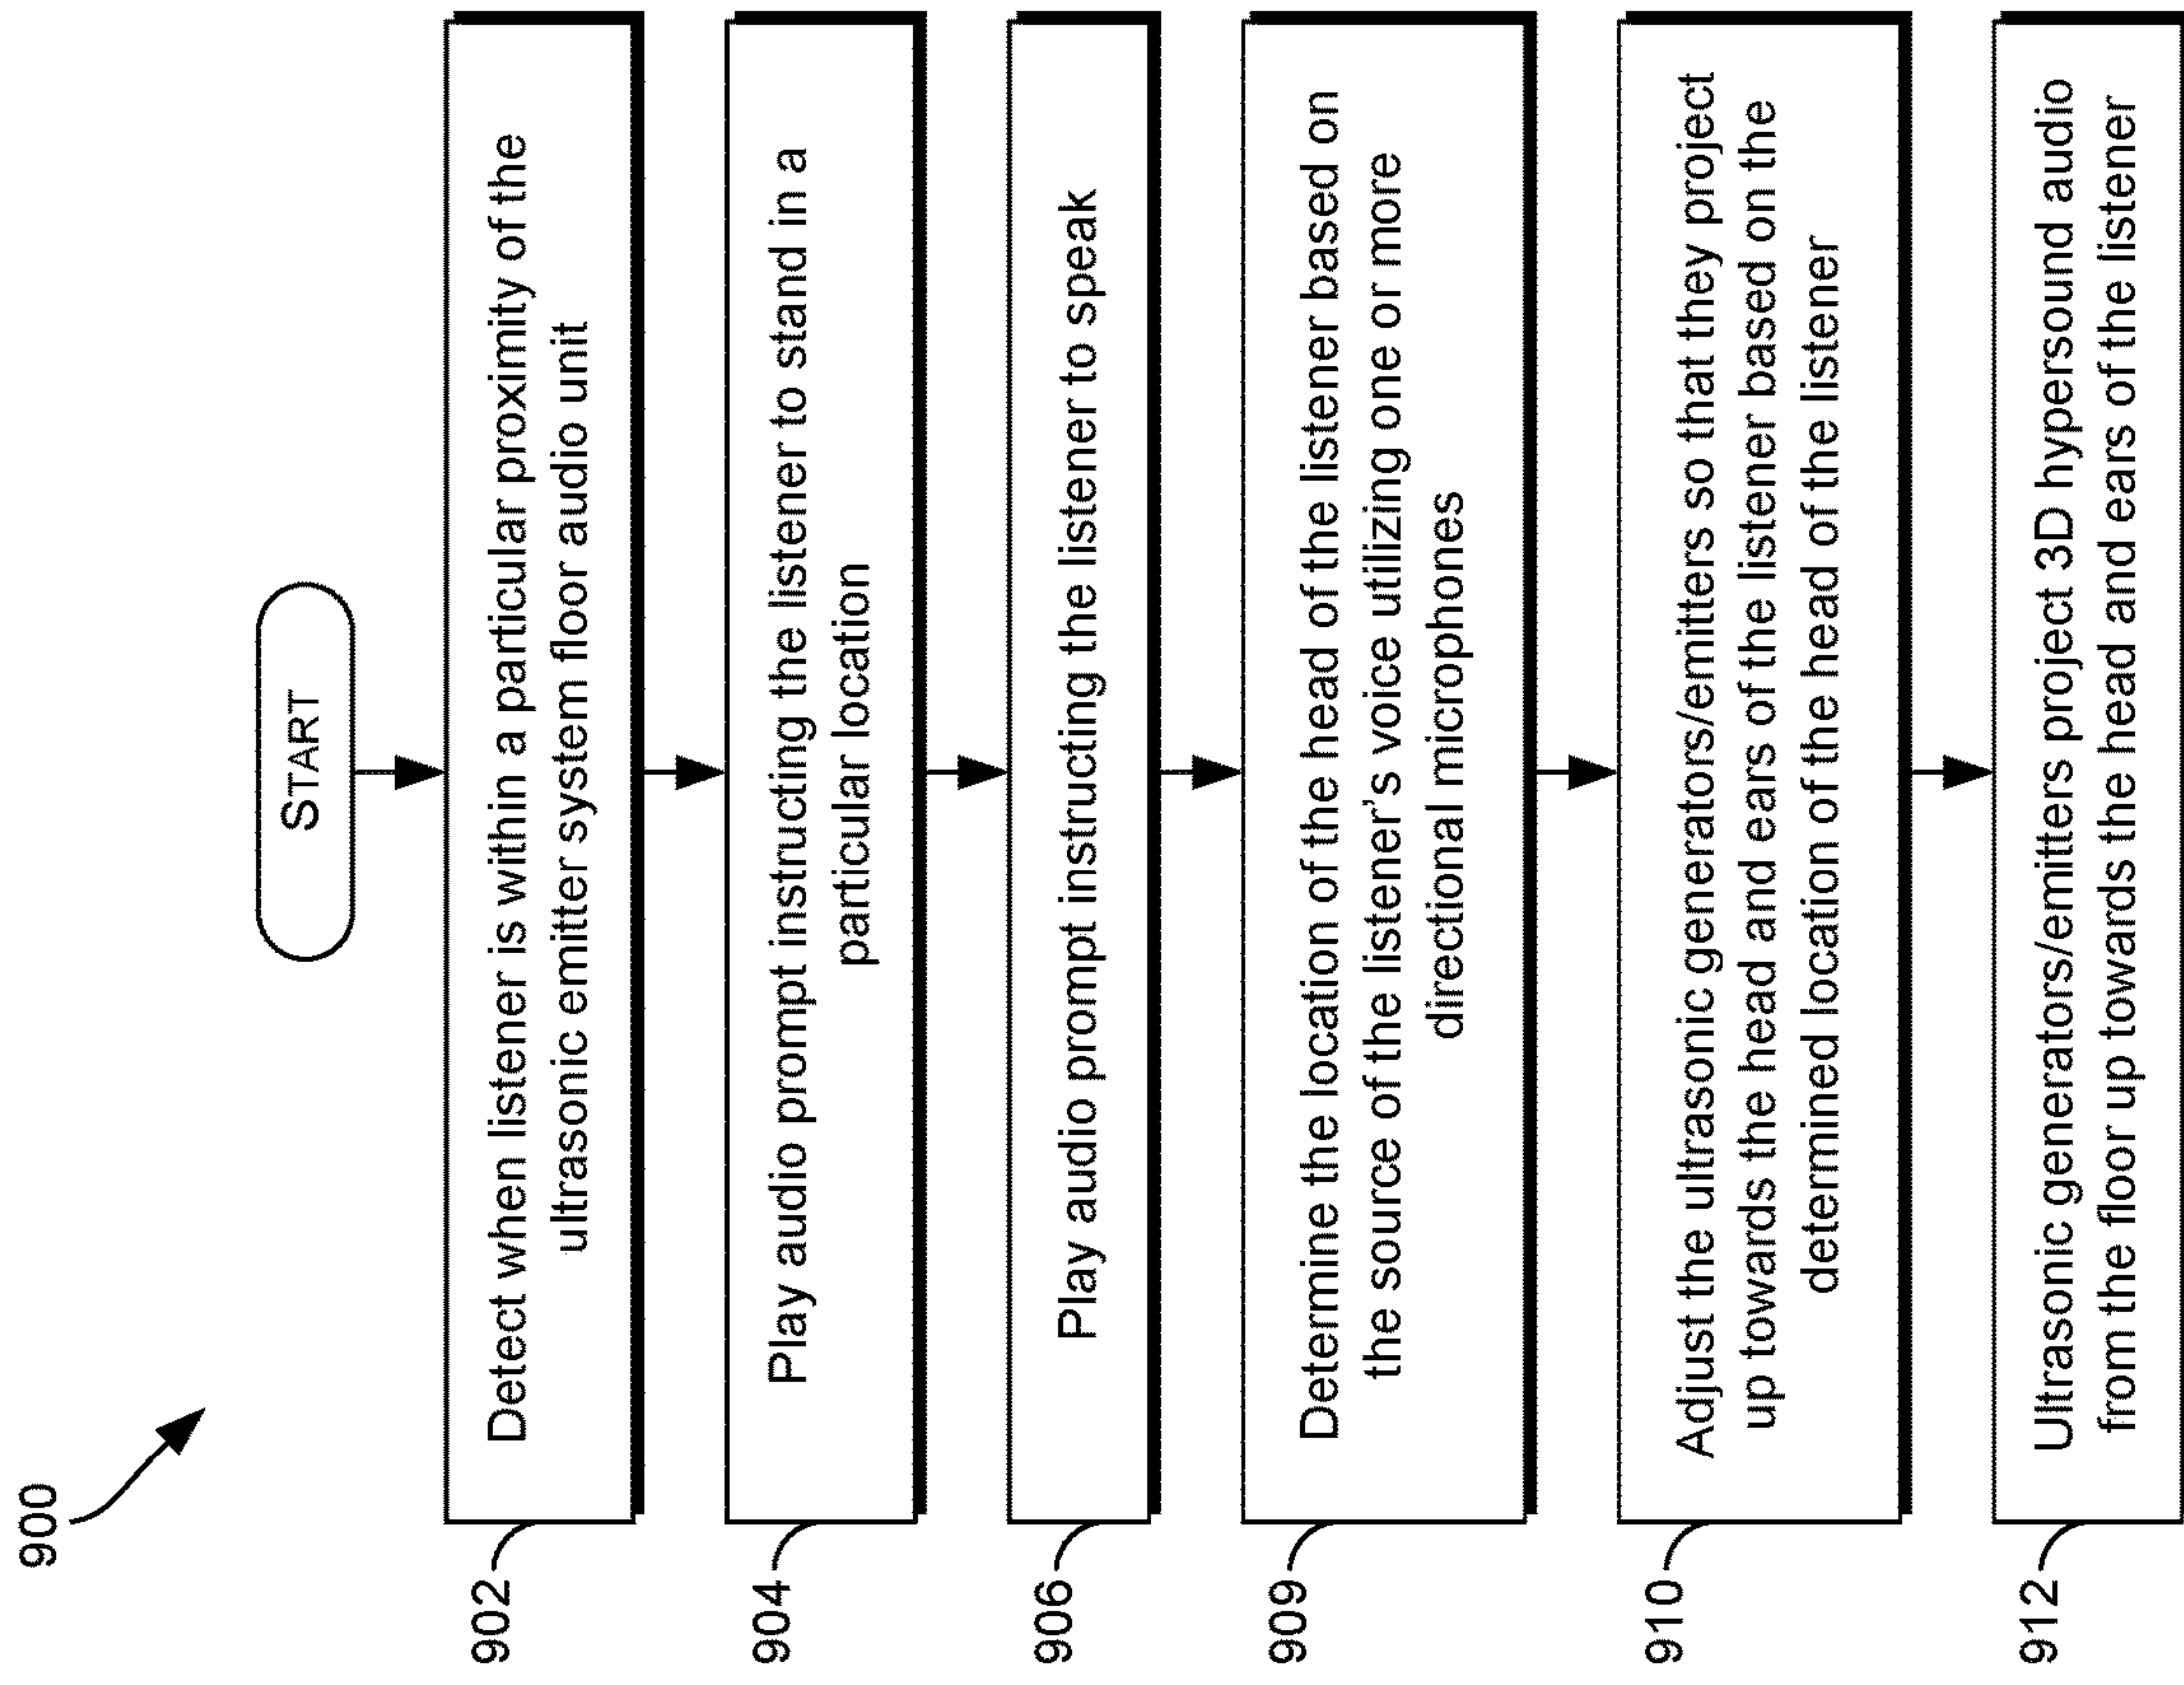 900
START
902
Detect when listener is within a particular proximity of the
ultrasonic emitter system floor audio unit
904
Play audio prompt instructing the listener to stand in a
particular location
906
Play audio prompt instructing the listener to speak
909
Determine the location of the head of the listener based on
the source of the listener's voice utilizing one or more
directional microphones
910
Adjust the ultrasonic generators/emitters so that they project
up towards the head and ears of the listener based on the
determined location of the head of the listener
912
Ultrasonic generators/emitters project 3D hypersound audio
from the floor up towards the head and ears of the listener